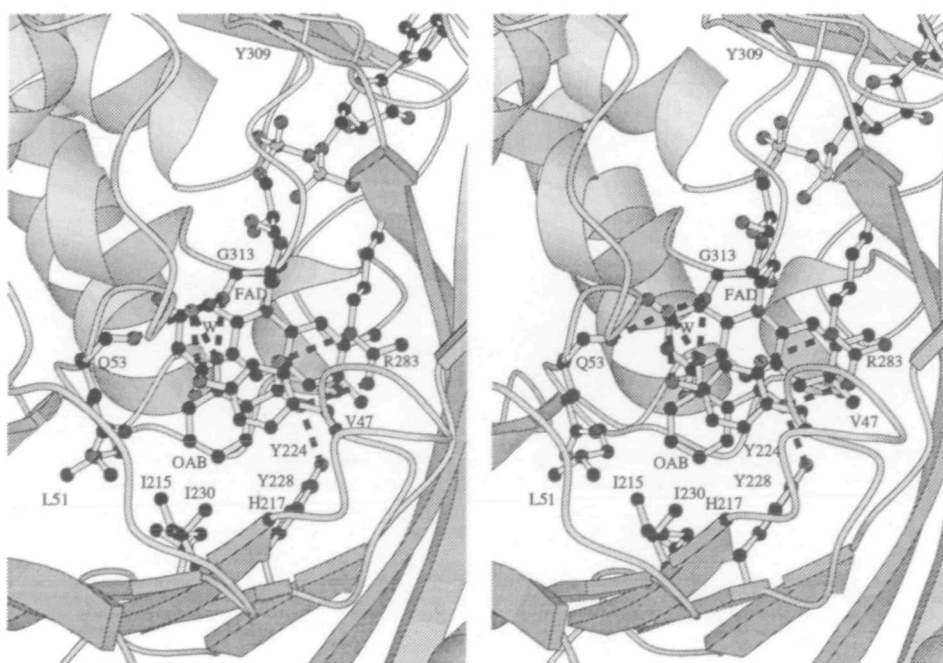 Y309
G313
FAD
W
Q53
R283
V47
Y224
OAB
Y228
L51
I215
I230
H217
Y309
G313
FAD
W
Q53
R283
V47
Y224
OAB
Y228
L51
I215
I230
H217